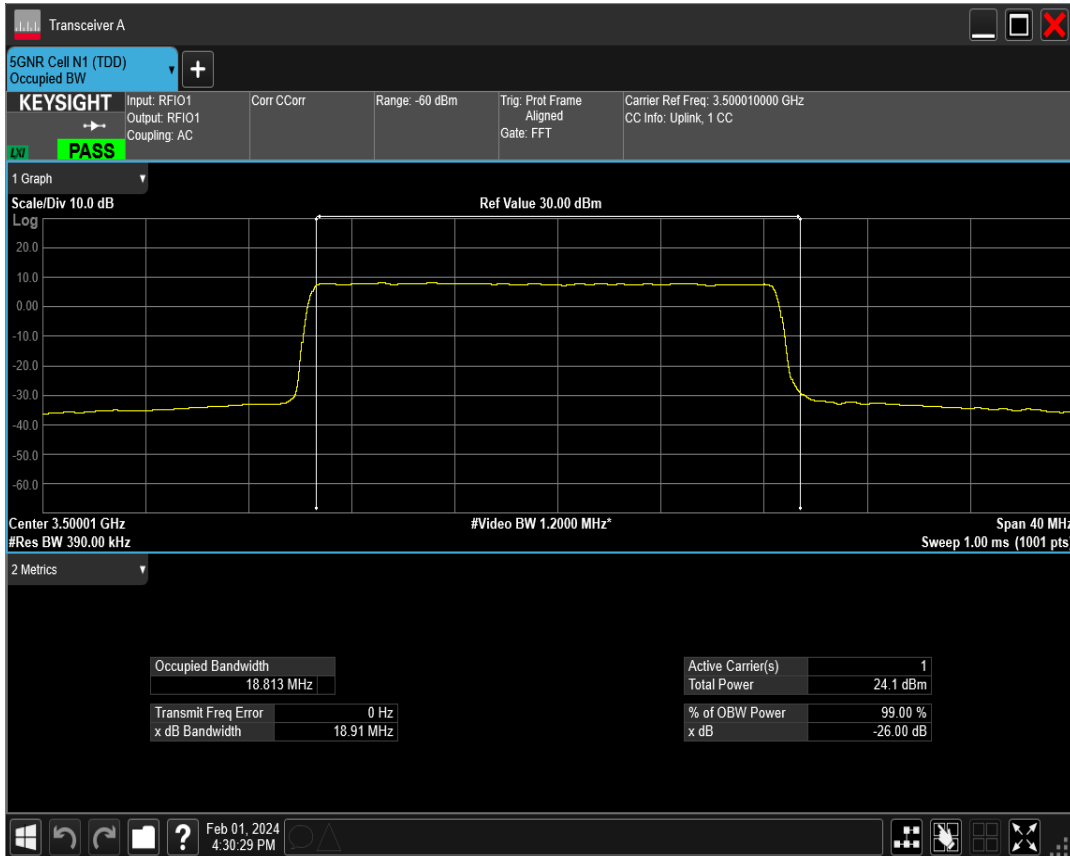 Transceiver A
5GNR Cell N1 (TDD)
Occupied BW
+
KEYSIGHT
LXI
PASS
Input: RFIO1
Output: RFIO1
Coupling: AC
Corr CCorr
Range: -60 dBm
Trig: Prot Frame
Aligned
Gate: FFT
Carrier Ref Freq: 3.500010000 GHz
CC Info: Uplink, 1 CC
1 Graph
Scale/Div 10.0 dB
Ref Value 30.00 dBm
Log
20.0
10.0
0.00
-10.0
-20.0
-30.0
-40.0
-50.0
-60.0
Center 3.50001 GHz
#Video BW 1.2000 MHz*
Span 40 MHz
#Res BW 390.00 kHz
Sweep 1.00 ms (1001 pts)
2 Metrics
Occupied Bandwidth
18.813 MHz
Transmit Freq Error 0 Hz
x dB Bandwidth 18.91 MHz
Active Carrier(s) 1
Total Power 24.1 dBm
% of OBW Power 99.00 %
x dB -26.00 dB
?
Feb 01, 2024
4:30:29 PM